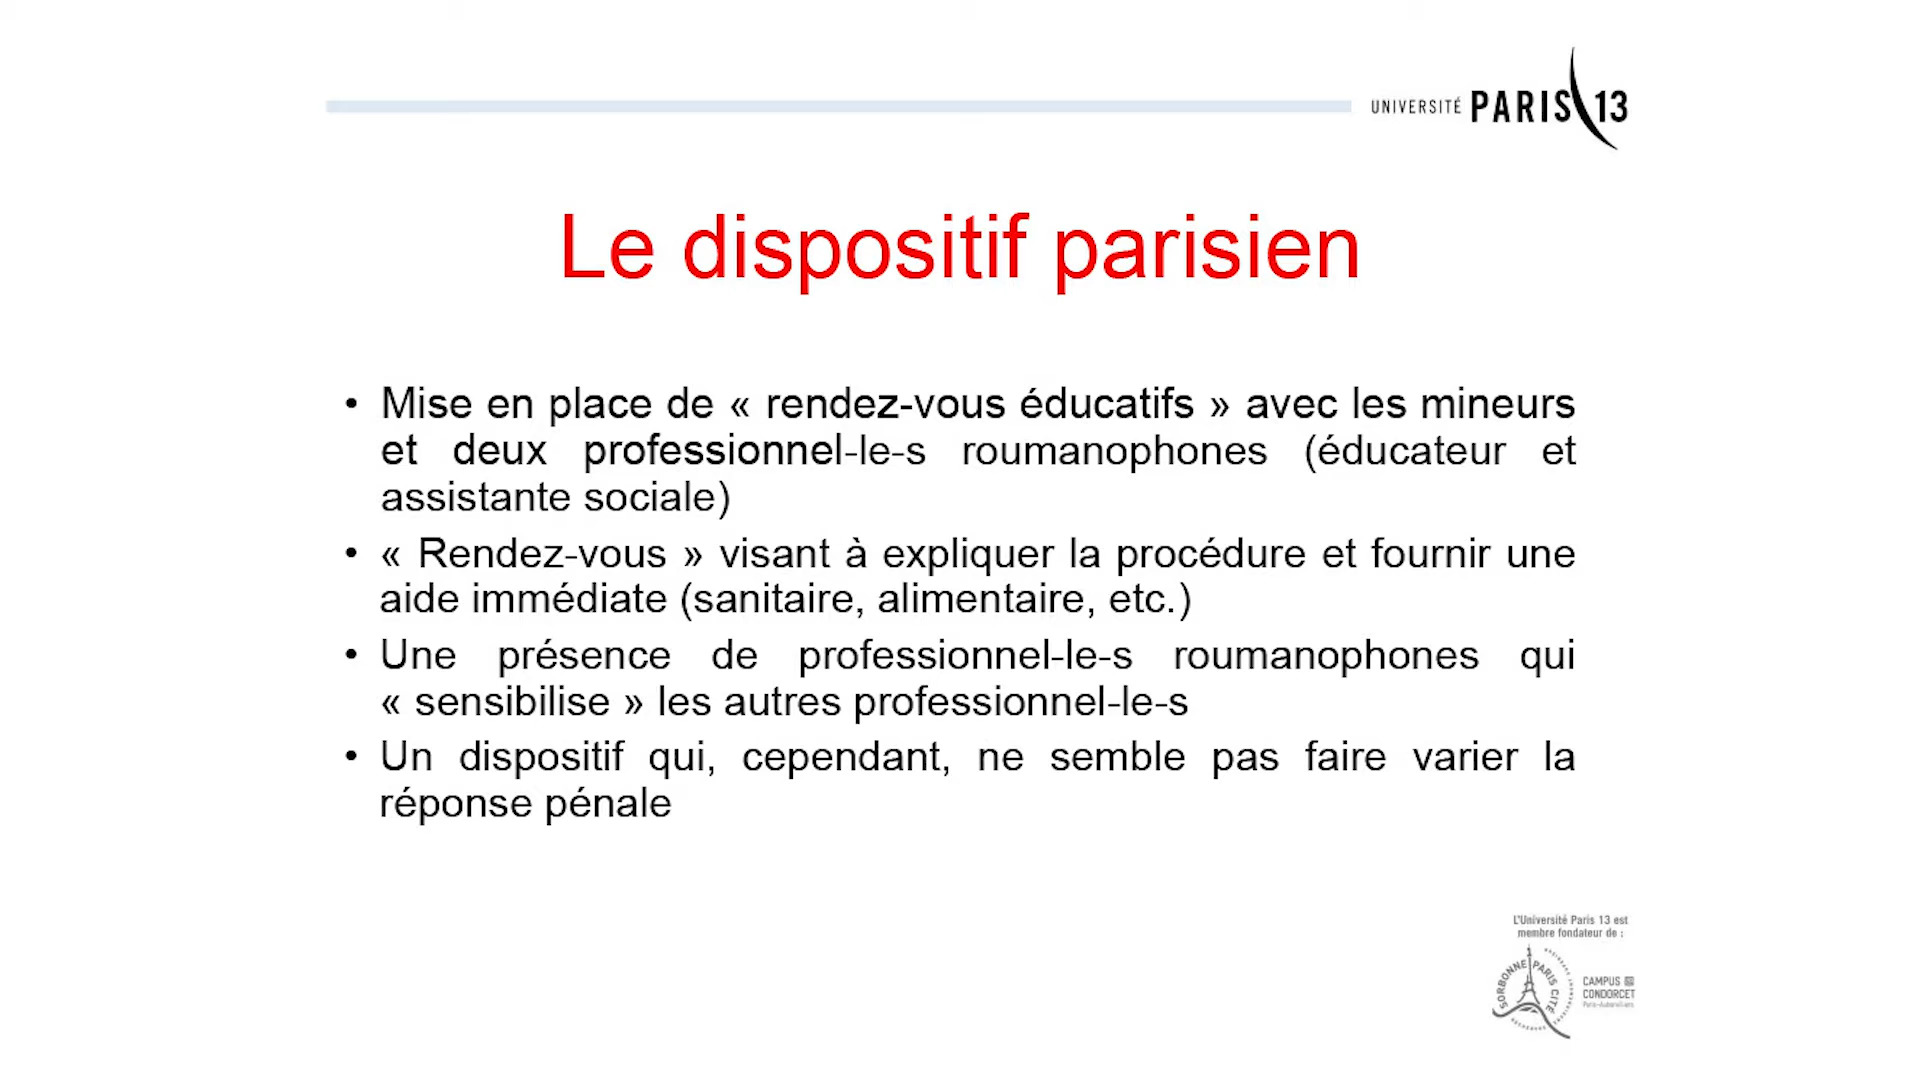 UNIVERSITÉ PARIS 13
Le dispositif parisien
• Mise en place de « rendez-vous éducatifs » avec les mineurs
et deux professionnel-le-s roumanophones (éducateur et
assistante sociale)
• « Rendez-vous » visant à expliquer la procédure et fournir une
aide immédiate (sanitaire, alimentaire, etc.)
• Une présence de professionnel-le-s roumanophones qui
« sensibilise » les autres professionnel-le-s
• Un dispositif qui, cependant, ne semble pas faire varier la
réponse pénale
L'Université Paris 13 est
membre fondateur de :
SORBONNE PARIS CITÉ
CAMPUS
CONDORCET
Paris-Aubervilliers